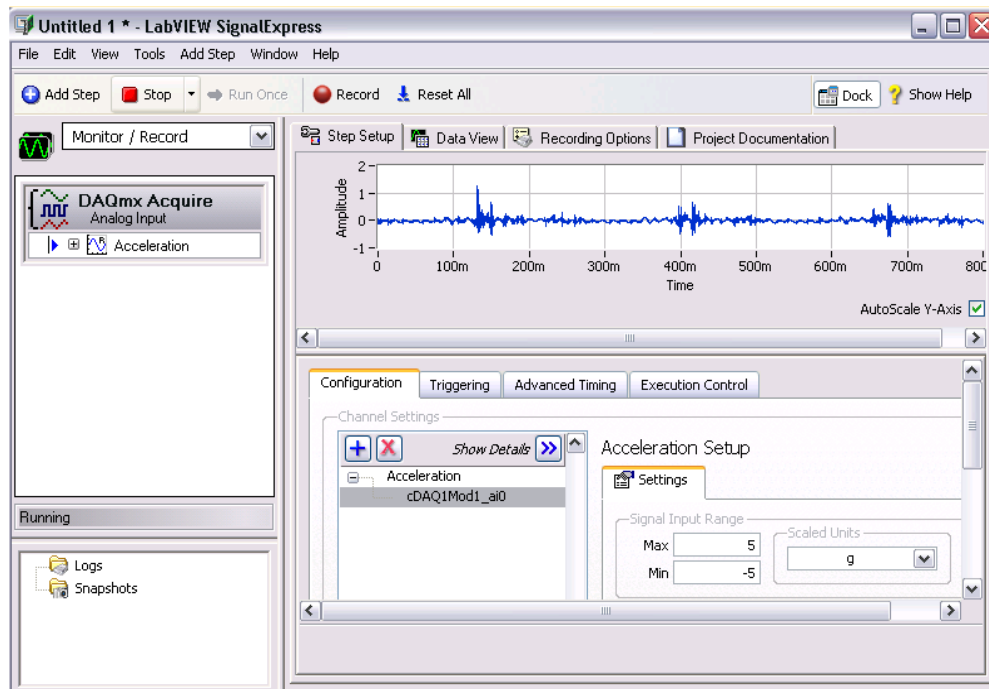 Untitled 1 * - LabVIEW SignalExpress
File Edit View Tools Add Step Window Help
Add Step Stop Run Once Record Reset All Dock Show Help
Monitor / Record
Step Setup Data View Recording Options Project Documentation
DAQmx Acquire
Analog Input
Acceleration
Amplitude
2
1
0
-1
0 100m 200m 300m 400m 500m 600m 700m 800
Time
AutoScale Y-Axis
Configuration Triggering Advanced Timing Execution Control
Channel Settings
Show Details
Acceleration
cDAQ1Mod1_ai0
Acceleration Setup
Settings
Signal Input Range
Max 5
Min -5
Scaled Units
g
Running
Logs
Snapshots